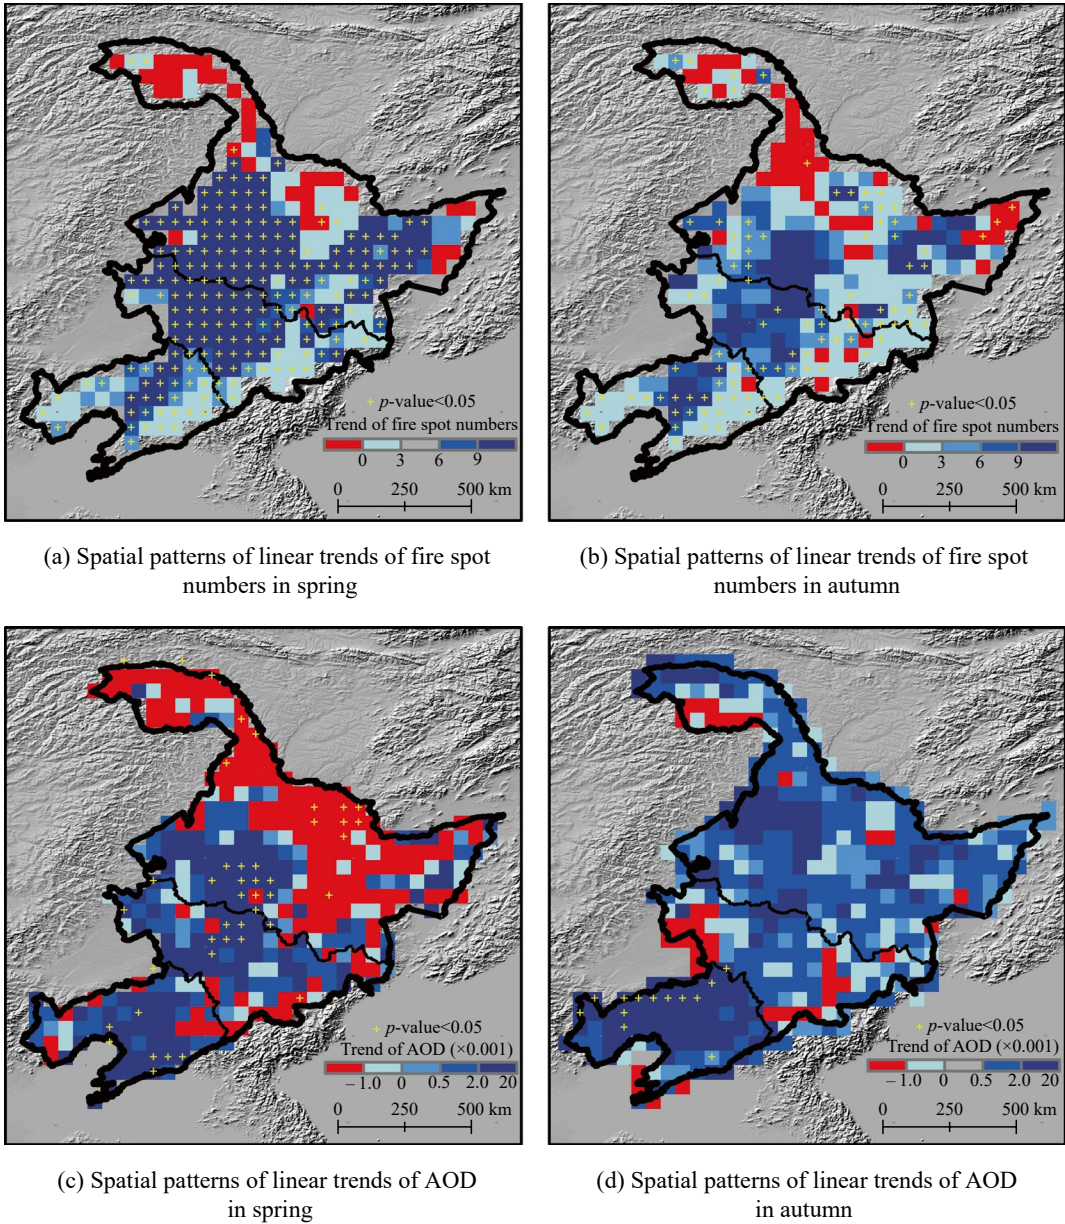 + p-value<0.05
Trend of fire spot numbers
0 3 6 9
0 250 500 km
(a) Spatial patterns of linear trends of fire spot
numbers in spring
+ p-value<0.05
Trend of fire spot numbers
0 3 6 9
0 250 500 km
(b) Spatial patterns of linear trends of fire spot
numbers in autumn
+ p-value<0.05
Trend of AOD (×0.001)
−1.0 0 0.5 2.0 20
0 250 500 km
(c) Spatial patterns of linear trends of AOD
in spring
+ p-value<0.05
Trend of AOD (×0.001)
−1.0 0 0.5 2.0 20
0 250 500 km
(d) Spatial patterns of linear trends of AOD
in autumn